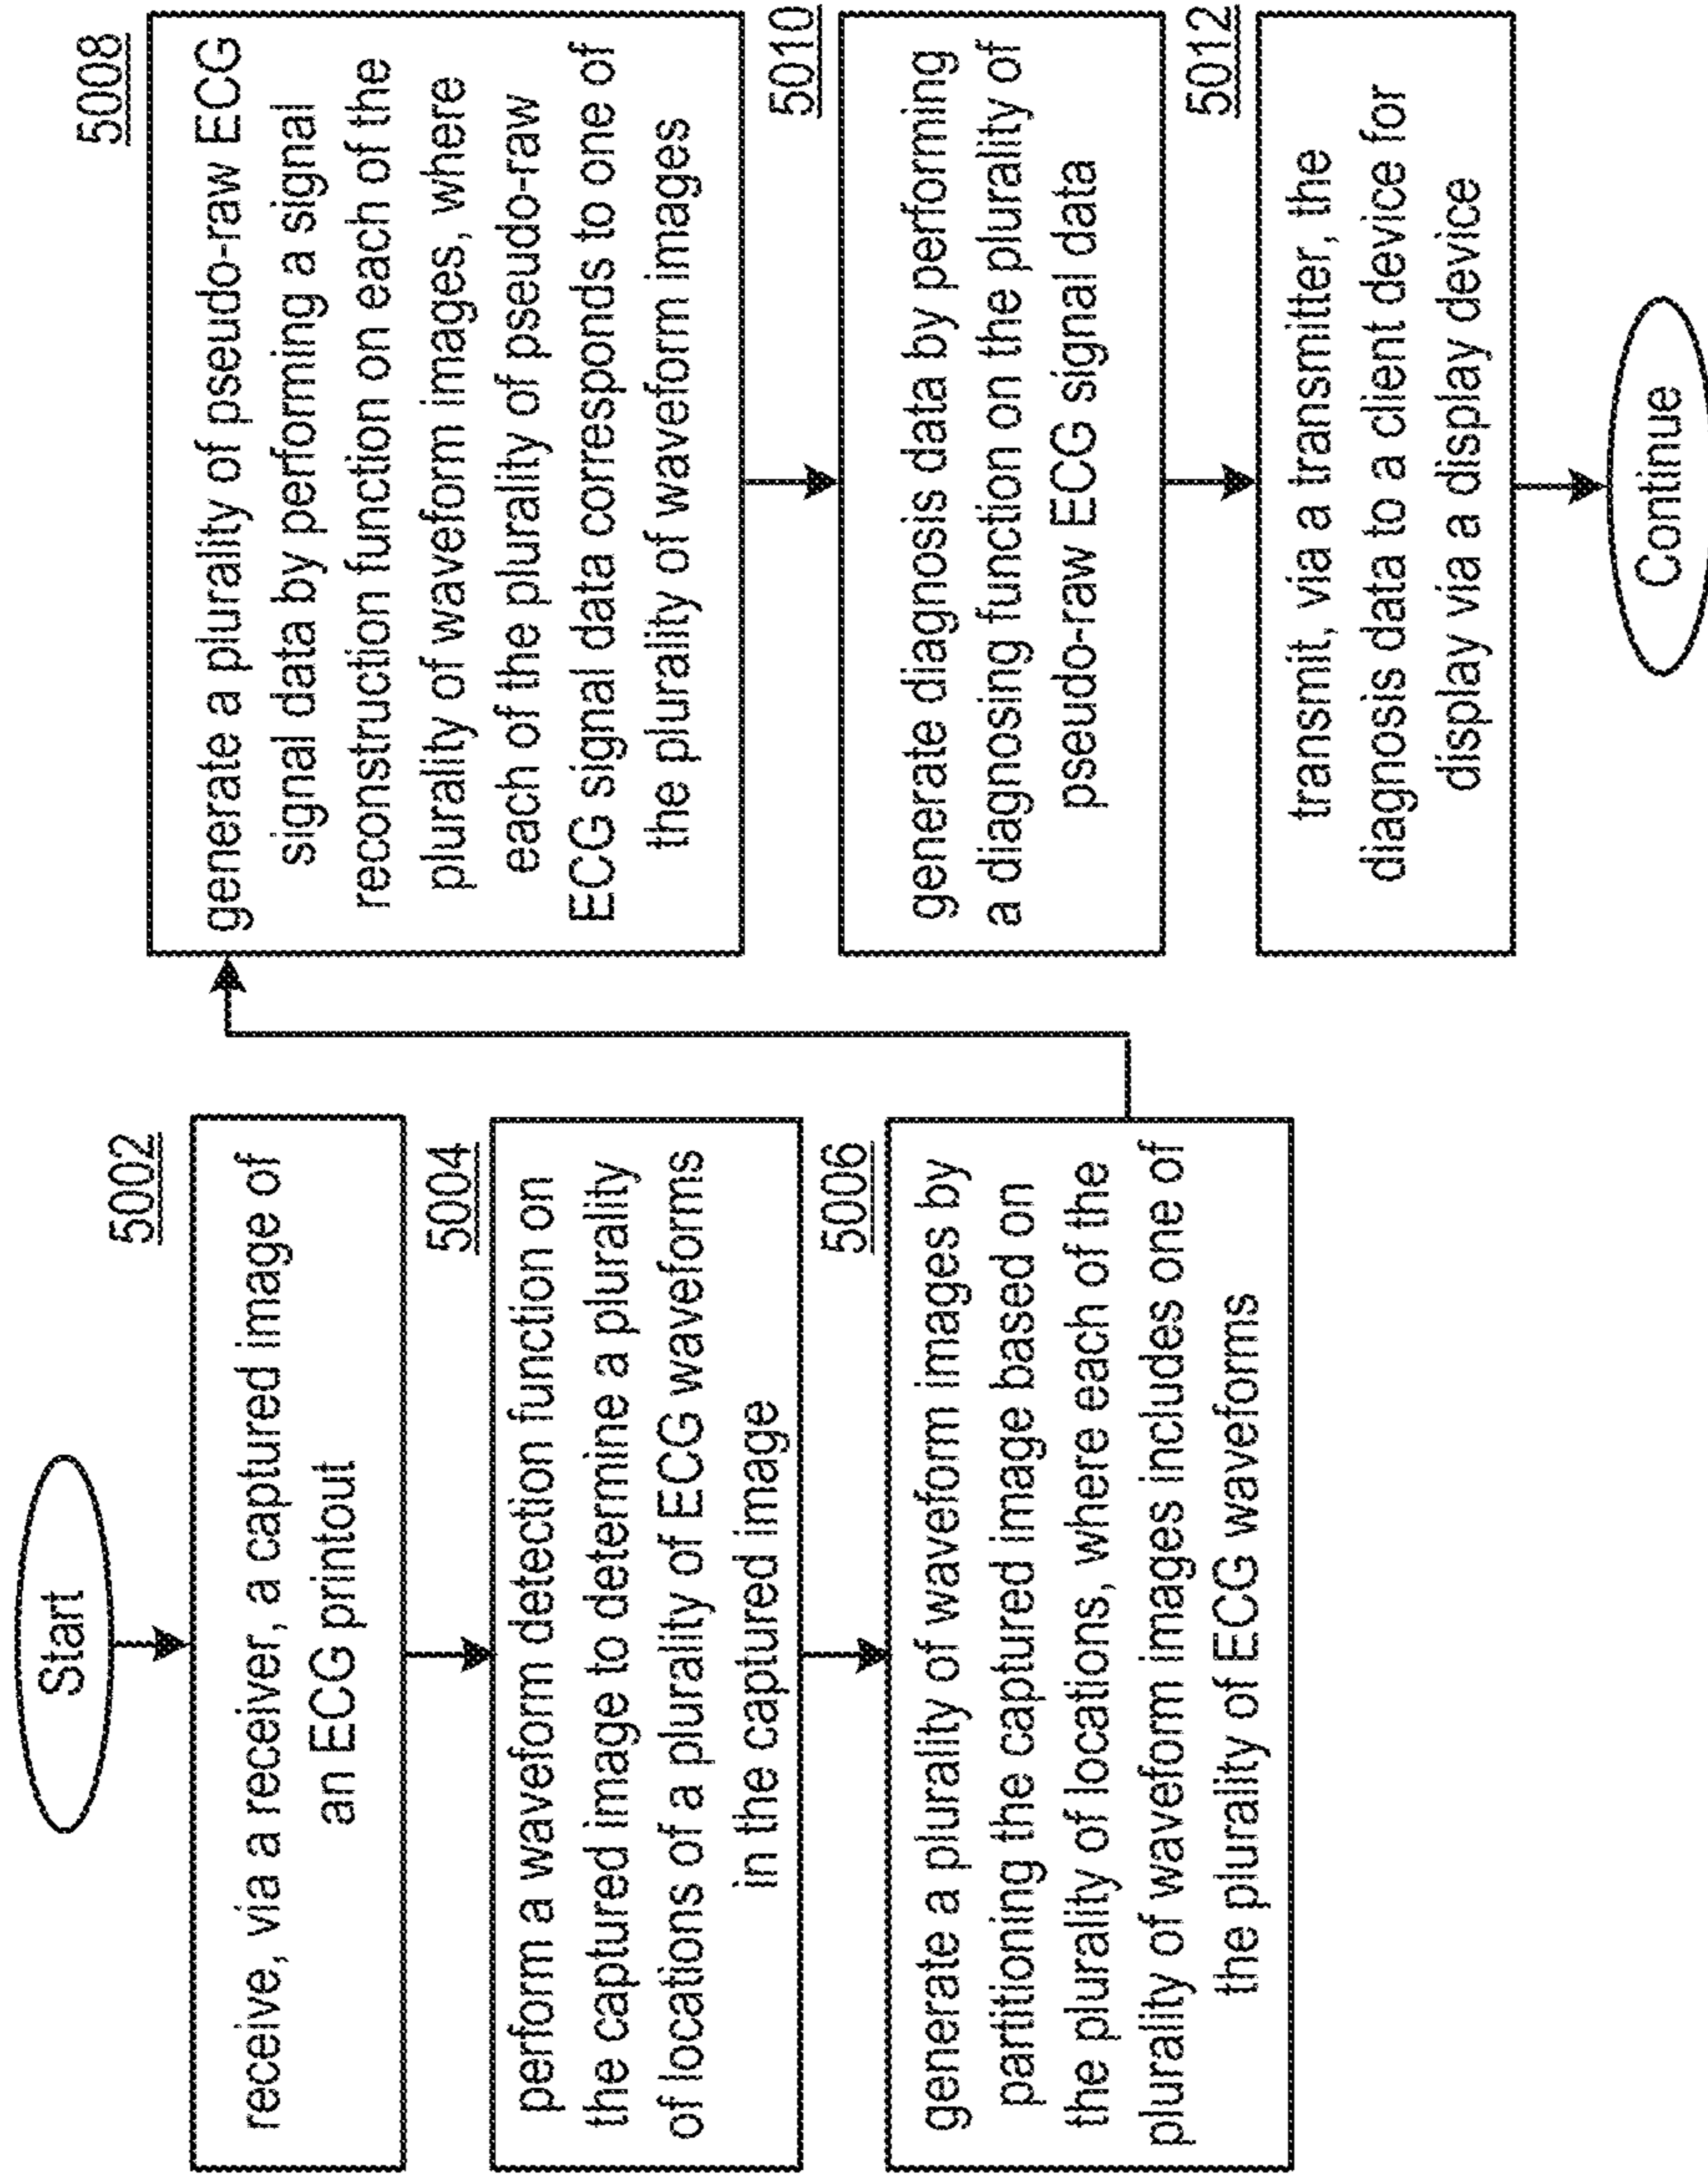 Start
5002
receive, via a receiver, a captured image of
an ECG printout
5004
perform a waveform detection function on
the captured image to determine a plurality
of locations of a plurality of ECG waveforms
in the captured image
5006
generate a plurality of waveform images by
partitioning the captured image based on
the plurality of locations, where each of the
plurality of waveform images includes one of
the plurality of ECG waveforms
5008
generate a plurality of pseudo-raw ECG
signal data by performing a signal
reconstruction function on each of the
plurality of waveform images, where
each of the plurality of pseudo-raw
ECG signal data corresponds to one of
the plurality of waveform images
5010
generate diagnosis data by performing
a diagnosing function on the plurality of
pseudo-raw ECG signal data
5012
transmit, via a transmitter, the
diagnosis data to a client device for
display via a display device
Continue